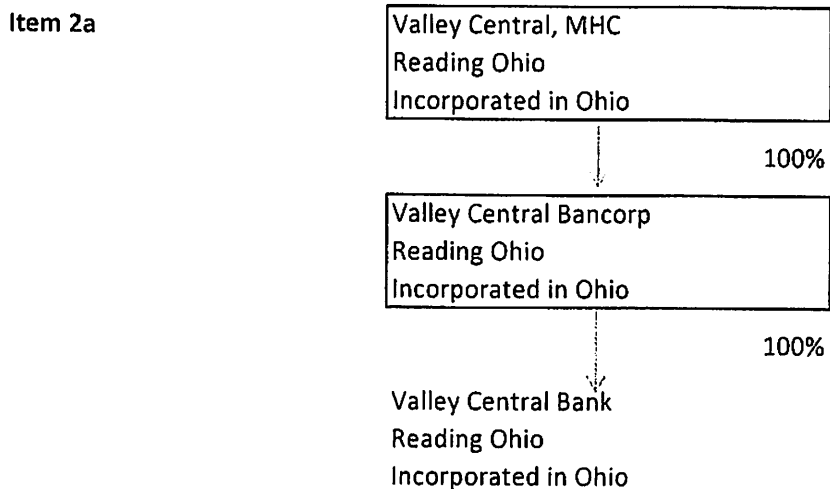 Item 2a
Valley Central, MHC
Reading Ohio
Incorporated in Ohio
100%
Valley Central Bancorp
Reading Ohio
Incorporated in Ohio
100%
Valley Central Bank
Reading Ohio
Incorporated in Ohio